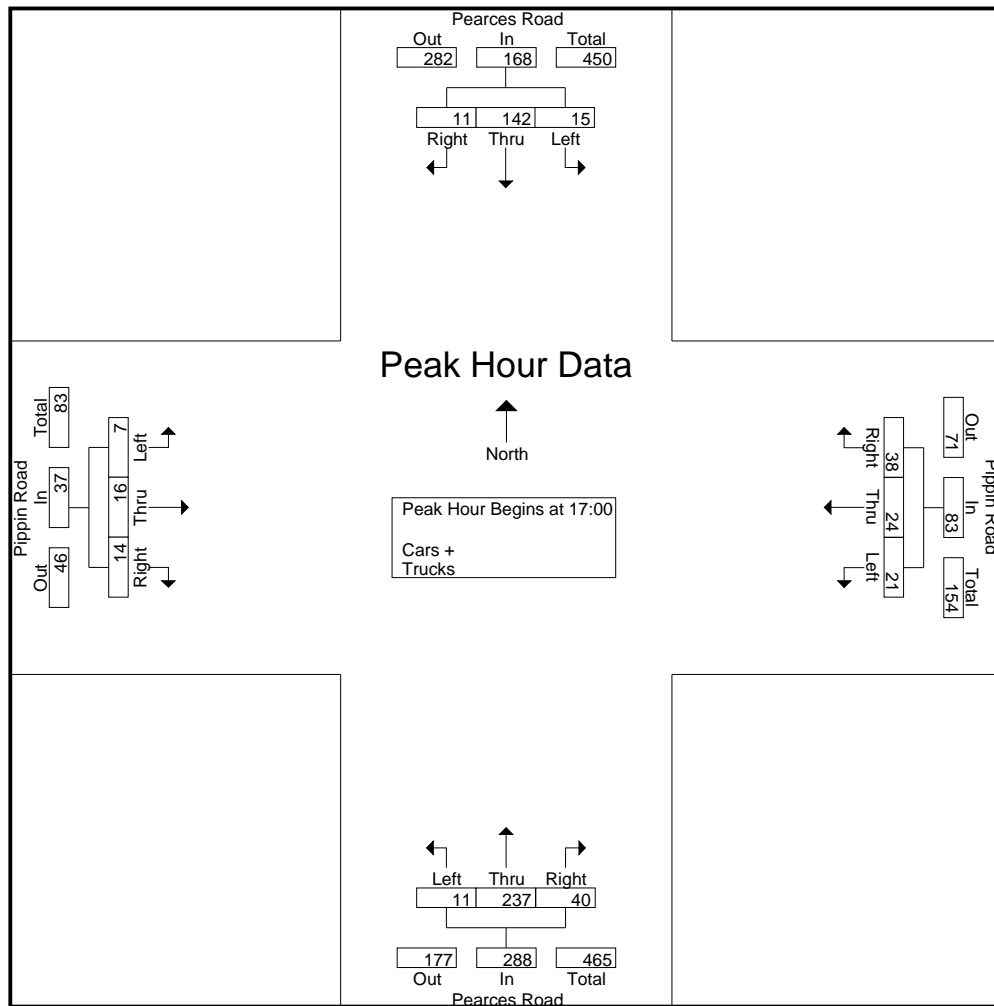 Pearces Road
Out In Total
282 168 450
11 142 15
Right Thru Left
Peak Hour Data
North
Peak Hour Begins at 17:00
Cars +
Trucks
Pippin Road
Out In Total
46 37 83
14 16 7
Right Thru Left
Pippin Road
Out In Total
71 83 154
38 24 21
Right Thru Left
Left Thru Right
11 237 40
177 288 465
Out In Total
Pearces Road